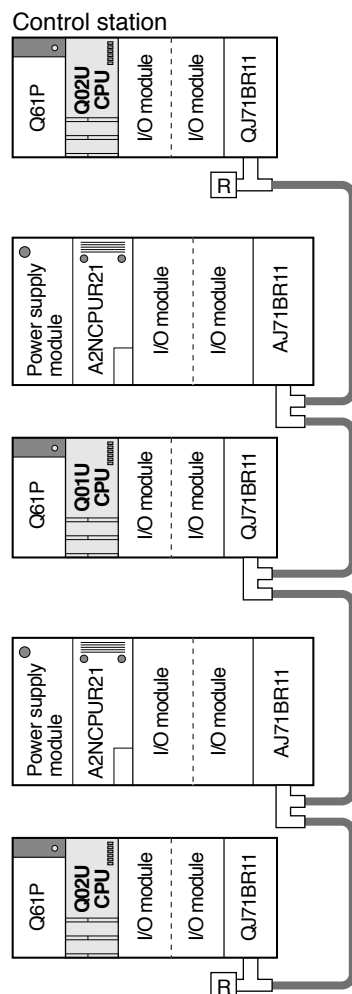 Control station
Q61P
Q02U
CPU
I/O module
I/O module
QJ71BR11
R
Power supply
module
A2NCPUR21
I/O module
I/O module
AJ71BR11
Q61P
Q01U
CPU
I/O module
I/O module
QJ71BR11
Power supply
module
A2NCPUR21
I/O module
I/O module
AJ71BR11
Q61P
Q02U
CPU
I/O module
I/O module
QJ71BR11
R